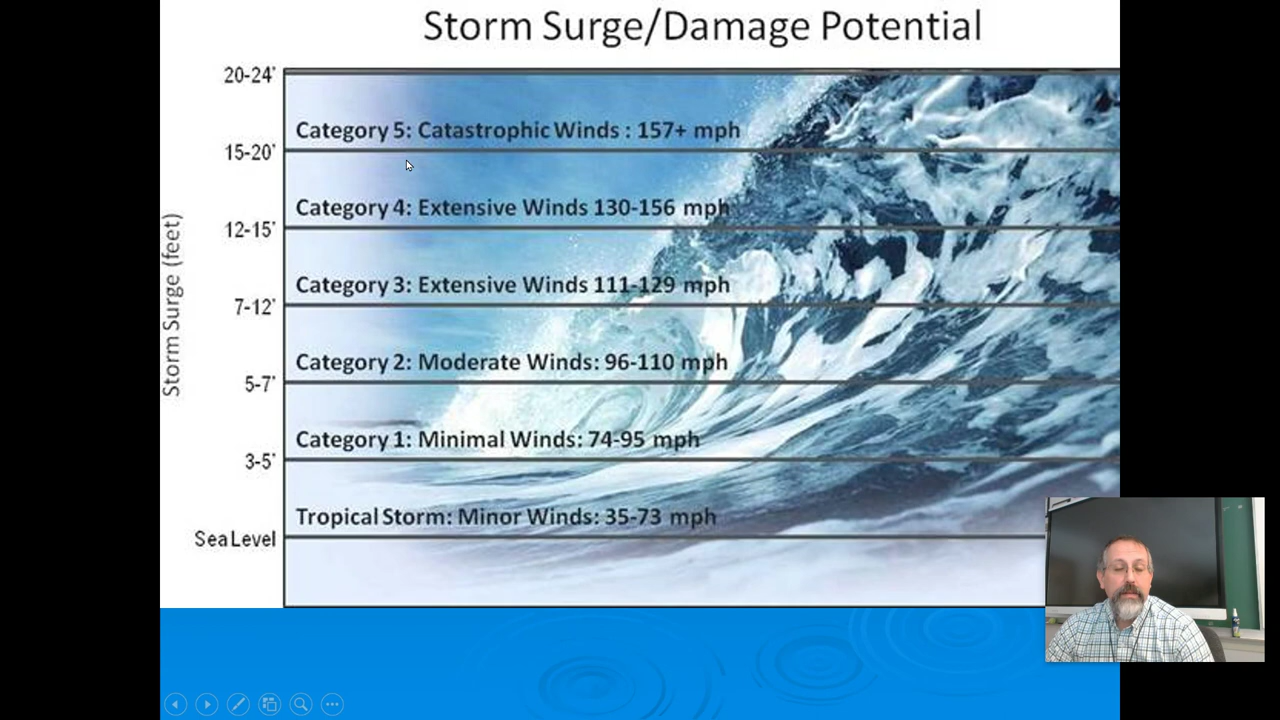 Storm Surge/Damage Potential
20-24'
Category 5: Catastrophic Winds : 157+ mph
15-20'
Category 4: Extensive Winds 130-156 mph
12-15'
Category 3: Extensive Winds 111-129 mph
7-12'
Category 2: Moderate Winds: 96-110 mph
5-7'
Category 1: Minimal Winds: 74-95 mph
3-5'
Tropical Storm: Minor Winds: 35-73 mph
Sea Level
Storm Surge (feet)